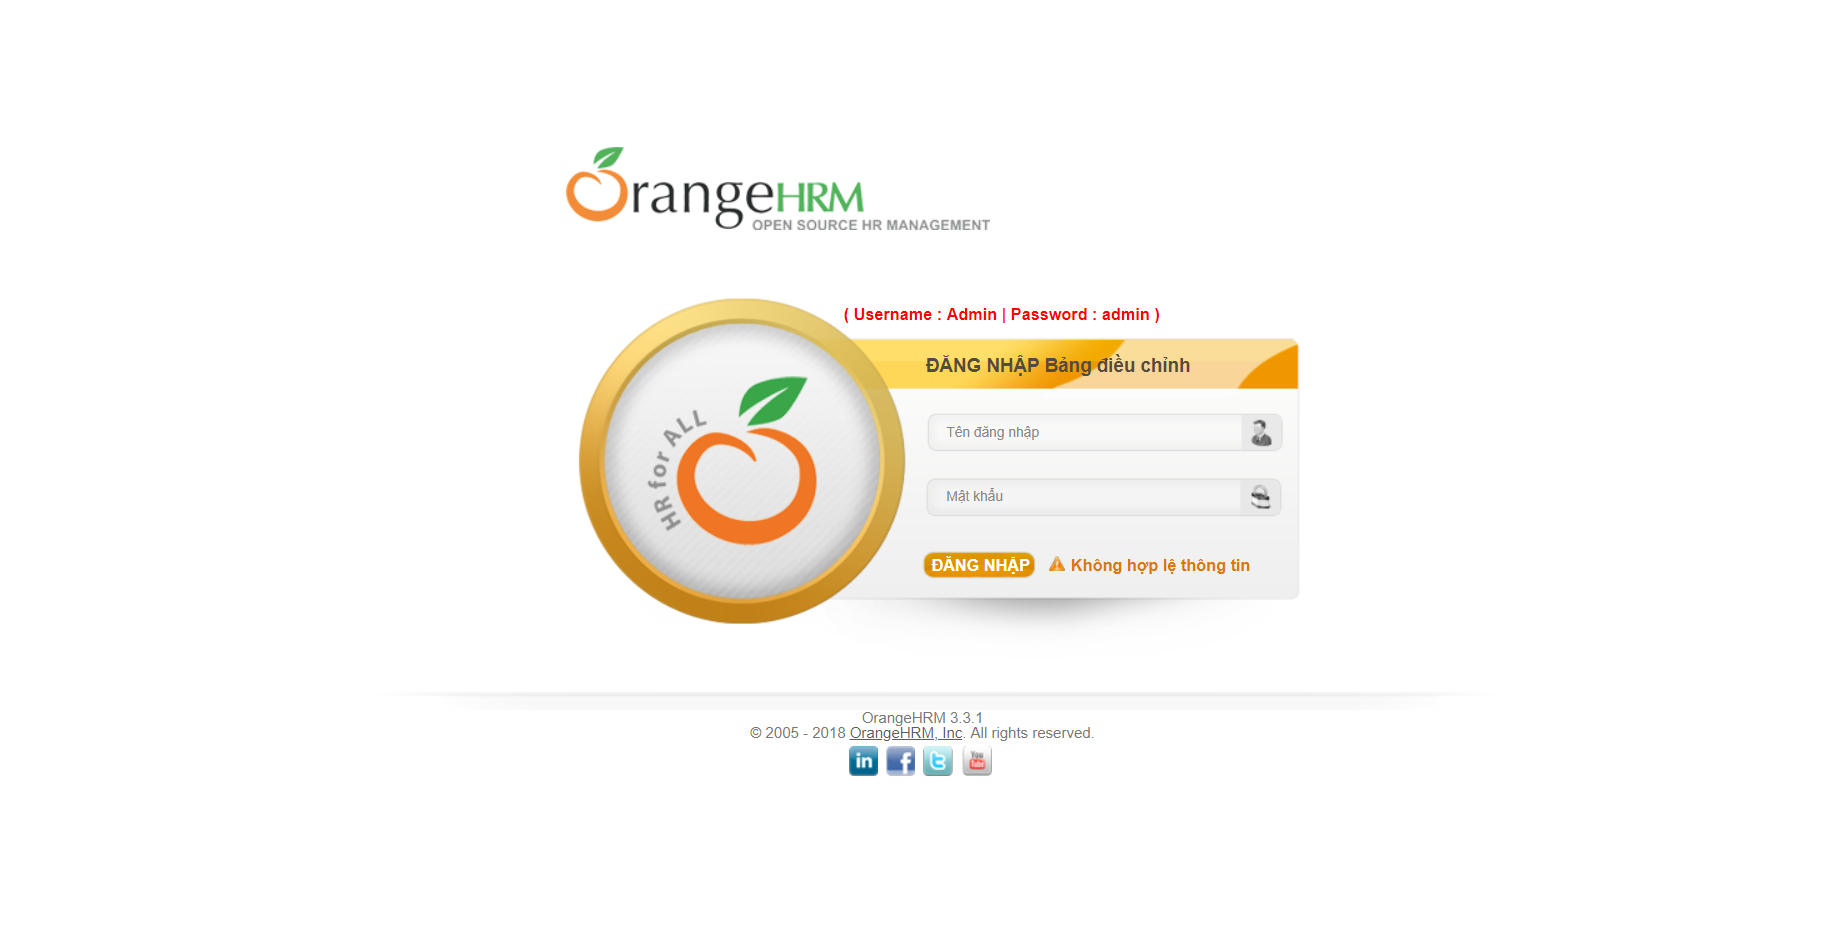 OrangeHRM
OPEN SOURCE HR MANAGEMENT
( Username : Admin | Password : admin )
ĐĂNG NHẬP Bảng điều chỉnh
HR for ALL
Tên đăng nhập
Mật khẩu
ĐĂNG NHẬP Không hợp lệ thông tin
OrangeHRM 3.3.1
© 2005 - 2018 OrangeHRM, Inc. All rights reserved.
in f t You Tube